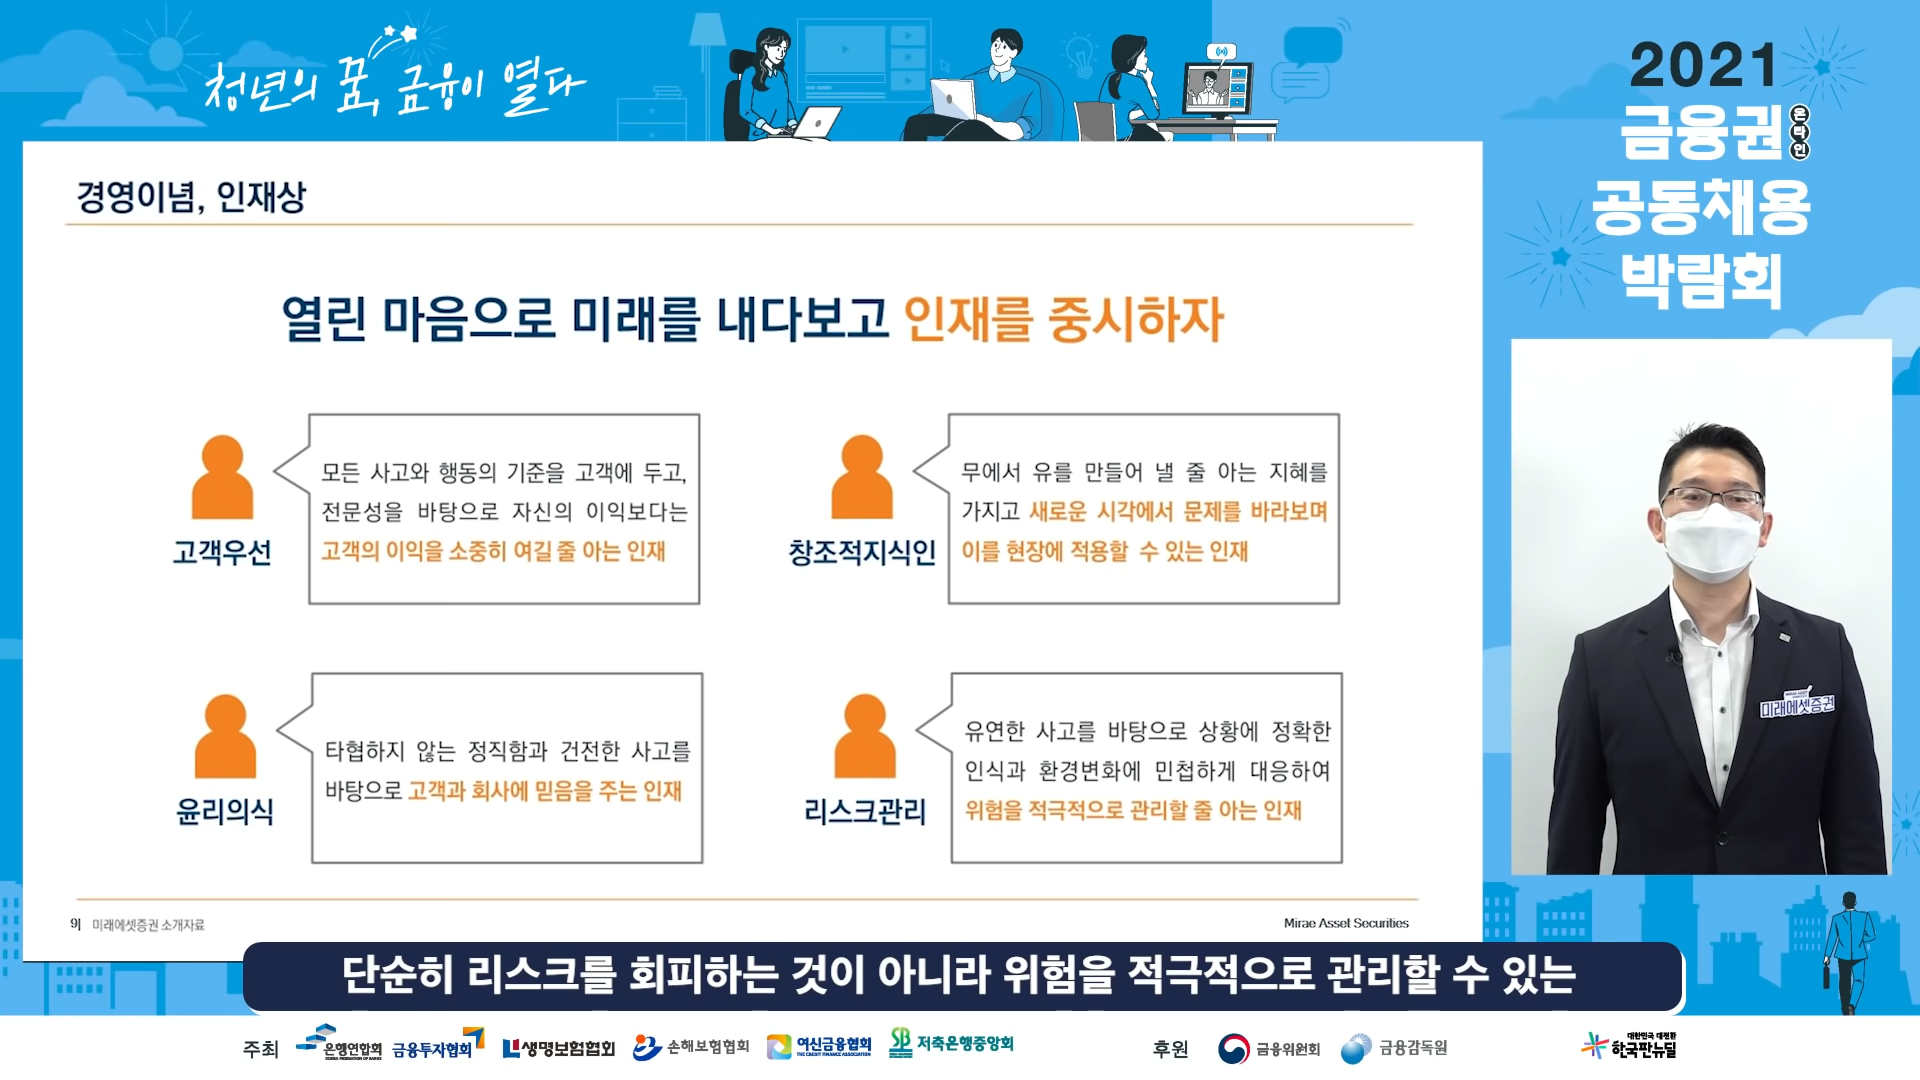 청년의 꿈, 금융이 열다
2021
금융권
온라인
공동채용
박람회
경영이념, 인재상
열린 마음으로 미래를 내다보고 인재를 중시하자
고객우선
모든 사고와 행동의 기준을 고객에 두고,
전문성을 바탕으로 자신의 이익보다는
고객의 이익을 소중히 여길 줄 아는 인재
창조적지식인
무에서 유를 만들어 낼 줄 아는 지혜를
가지고 새로운 시각에서 문제를 바라보며
이를 현장에 적용할 수 있는 인재
윤리의식
타협하지 않는 정직함과 건전한 사고를
바탕으로 고객과 회사에 믿음을 주는 인재
리스크관리
유연한 사고를 바탕으로 상황에 정확한
인식과 환경변화에 민첩하게 대응하여
위험을 적극적으로 관리할 줄 아는 인재
MIRAE ASSET
미래에셋증권
9| 미래에셋증권 소개자료
Mirae Asset Securities
단순히 리스크를 회피하는 것이 아니라 위험을 적극적으로 관리할 수 있는
주최
은행연합회
KOREA FEDERATION OF BANKS
금융투자협회
생명보험협회
손해보험협회
여신금융협회
THE CREDIT FINANCE ASSOCIATION
SB
저축은행중앙회
후원
금융위원회
금융감독원
대한민국 대전환
한국판뉴딜